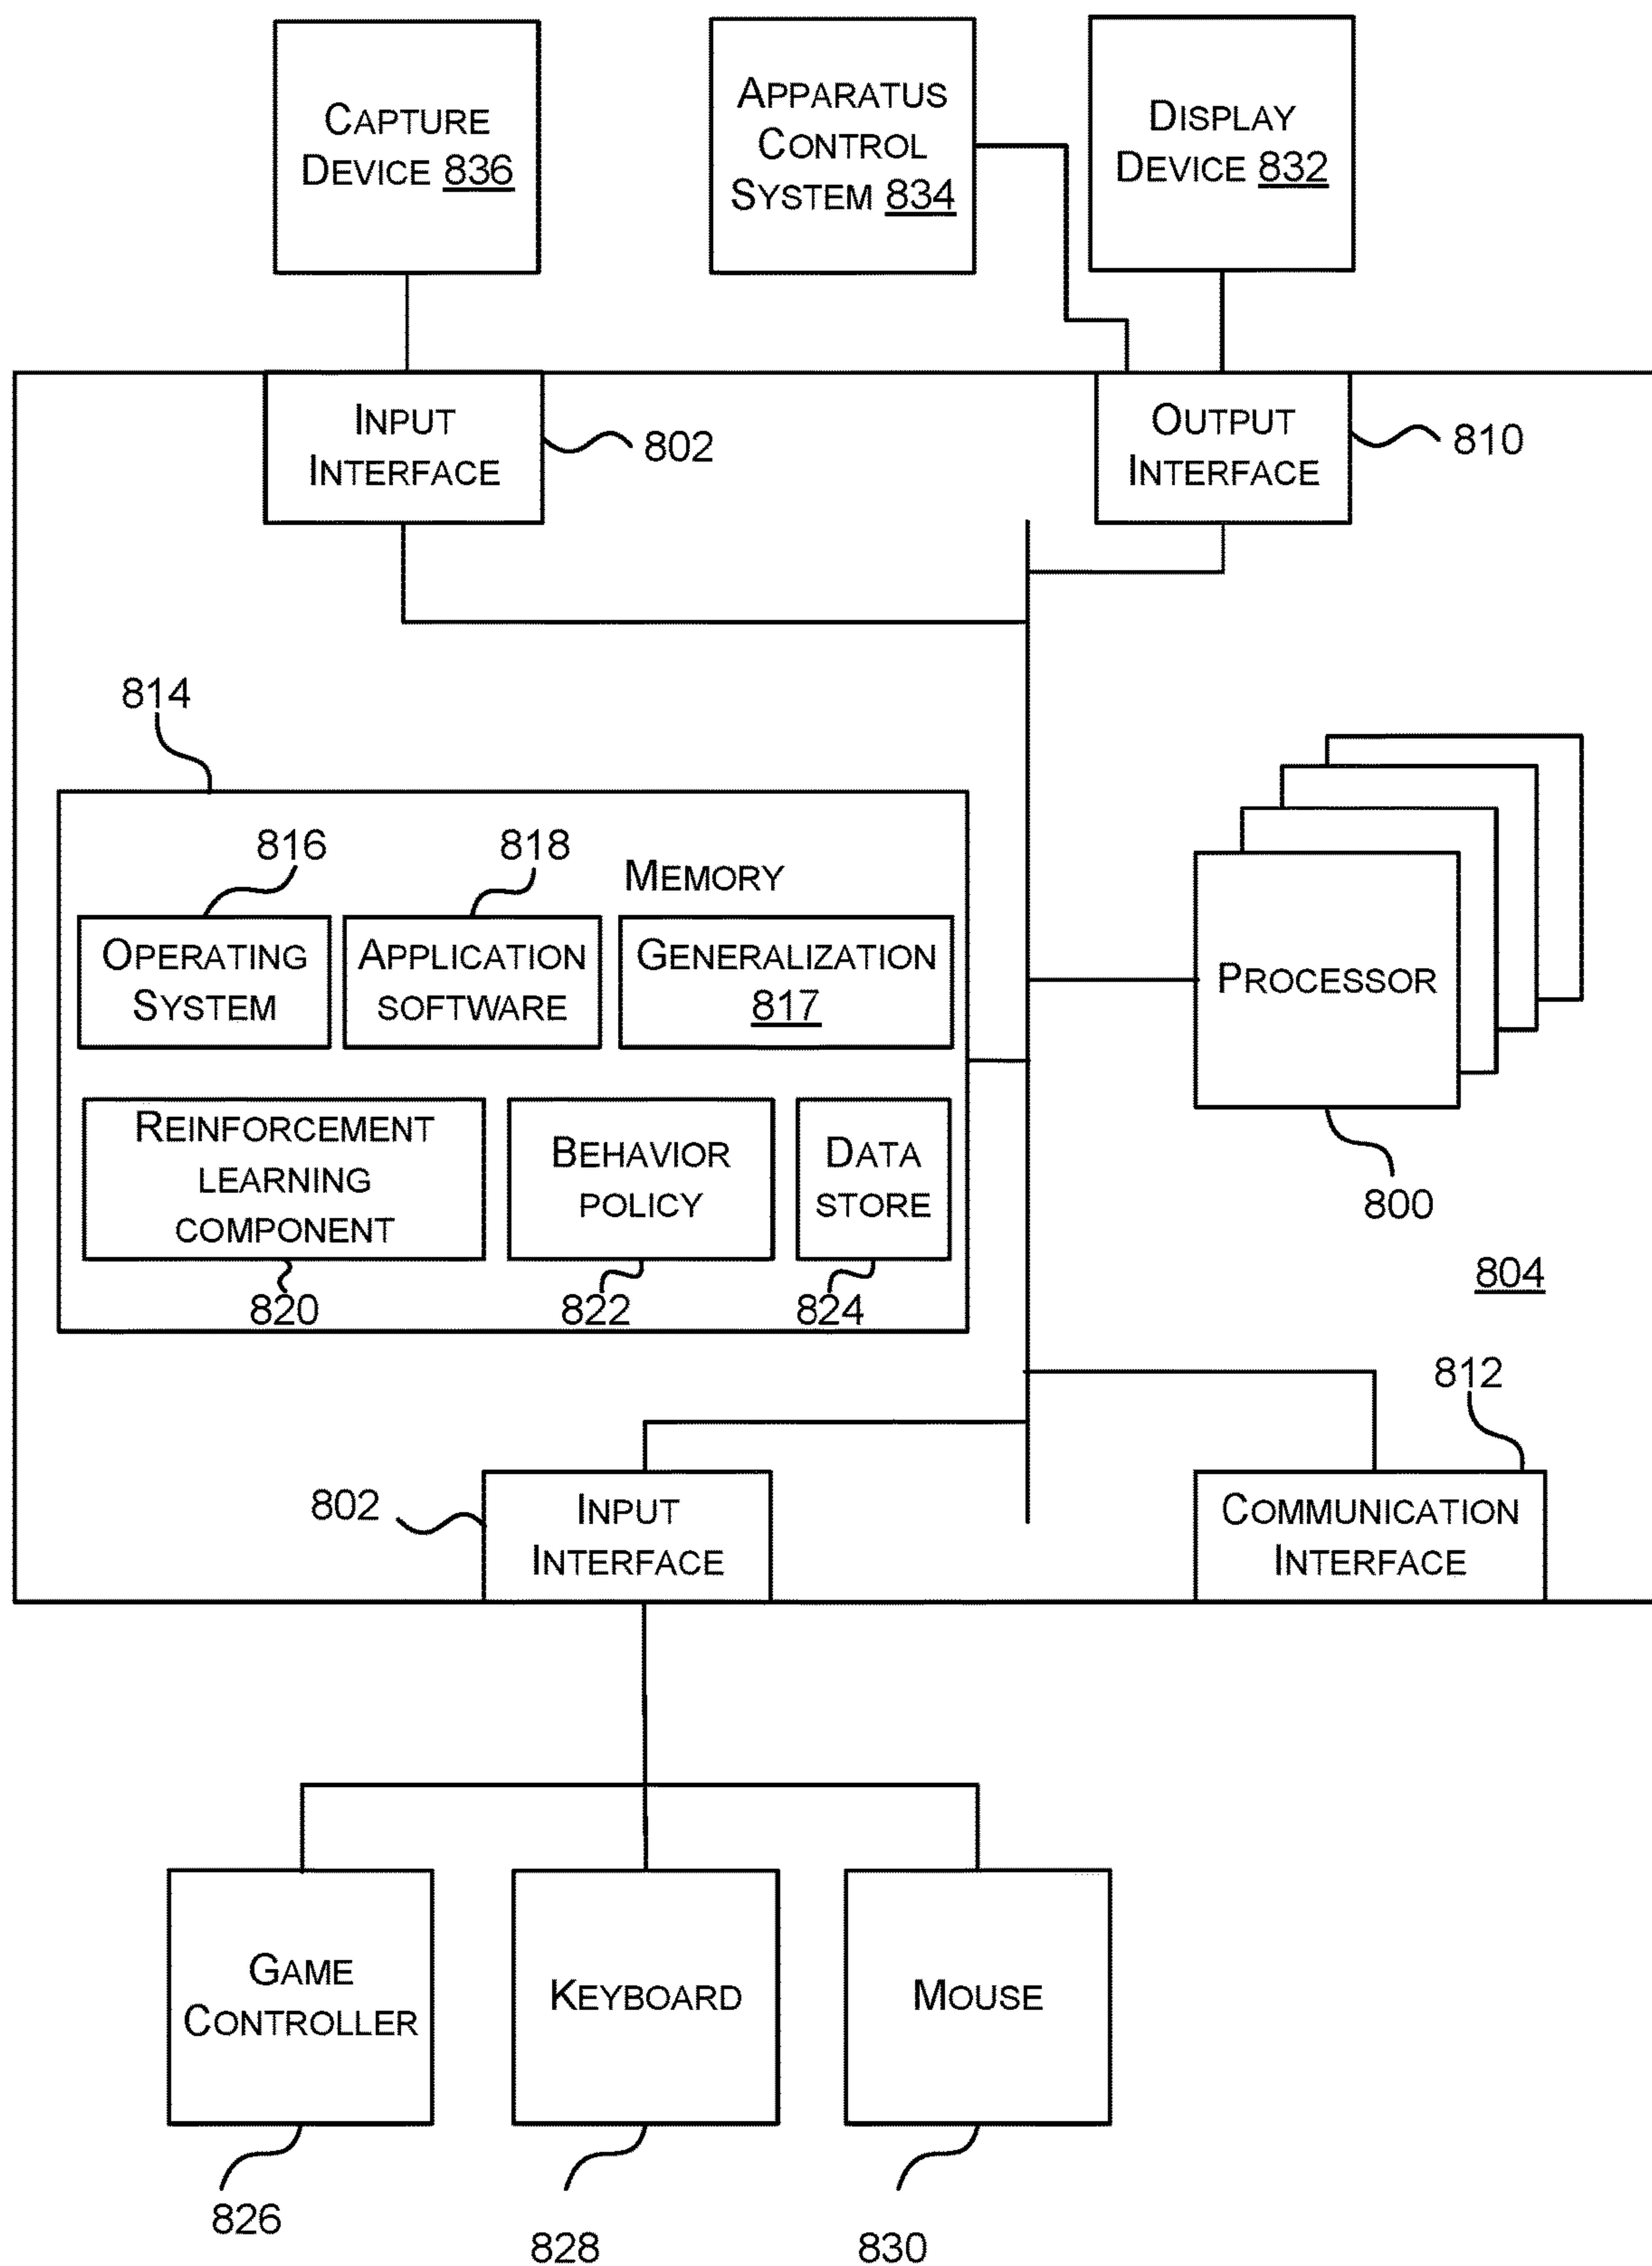 CAPTURE
DEVICE 836
APPARATUS
CONTROL
SYSTEM 834
DISPLAY
DEVICE 832
INPUT
INTERFACE
802
OUTPUT
INTERFACE
810
814
816
818
MEMORY
OPERATING
SYSTEM
APPLICATION
SOFTWARE
GENERALIZATION
817
PROCESSOR
REINFORCEMENT
LEARNING
COMPONENT
BEHAVIOR
POLICY
DATA
STORE
800
820
822
824
804
812
802
INPUT
INTERFACE
COMMUNICATION
INTERFACE
GAME
CONTROLLER
KEYBOARD
MOUSE
826
828
830